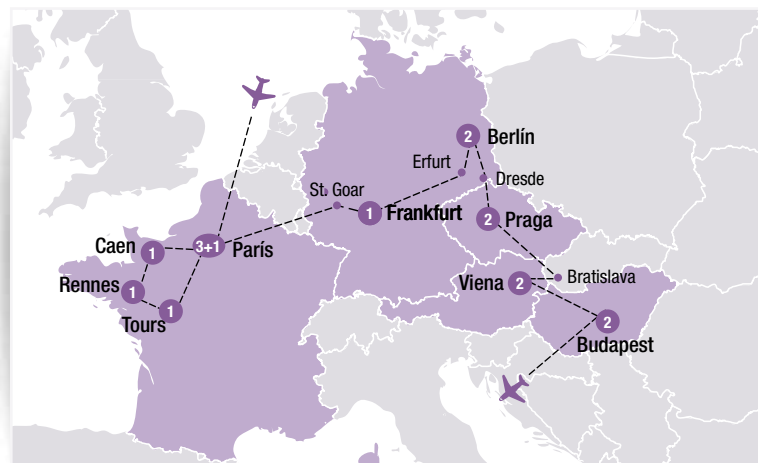 2
Berlín
Erfurt
Dresde
St. Goar
1
Frankfurt
2
Praga
Caen
1
3+1
París
Rennes
1
Tours
1
Viena
2
Bratislava
2
Budapest